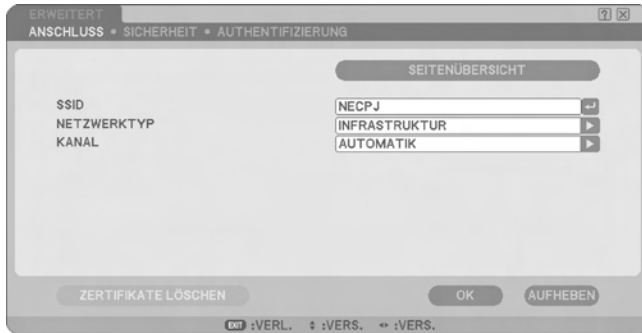 ERWEITERT
ANSCHLUSS • SICHERHEIT • AUTHENTIFIZIERUNG
SEITENÜBERSICHT
SSID NECPJ
NETZWERKTYP INFRASTRUKTUR
KANAL AUTOMATIK
ZERTIFIKATE LÖSCHEN OK AUFHEBEN
EXIT :VERL. :VERS. :VERS.